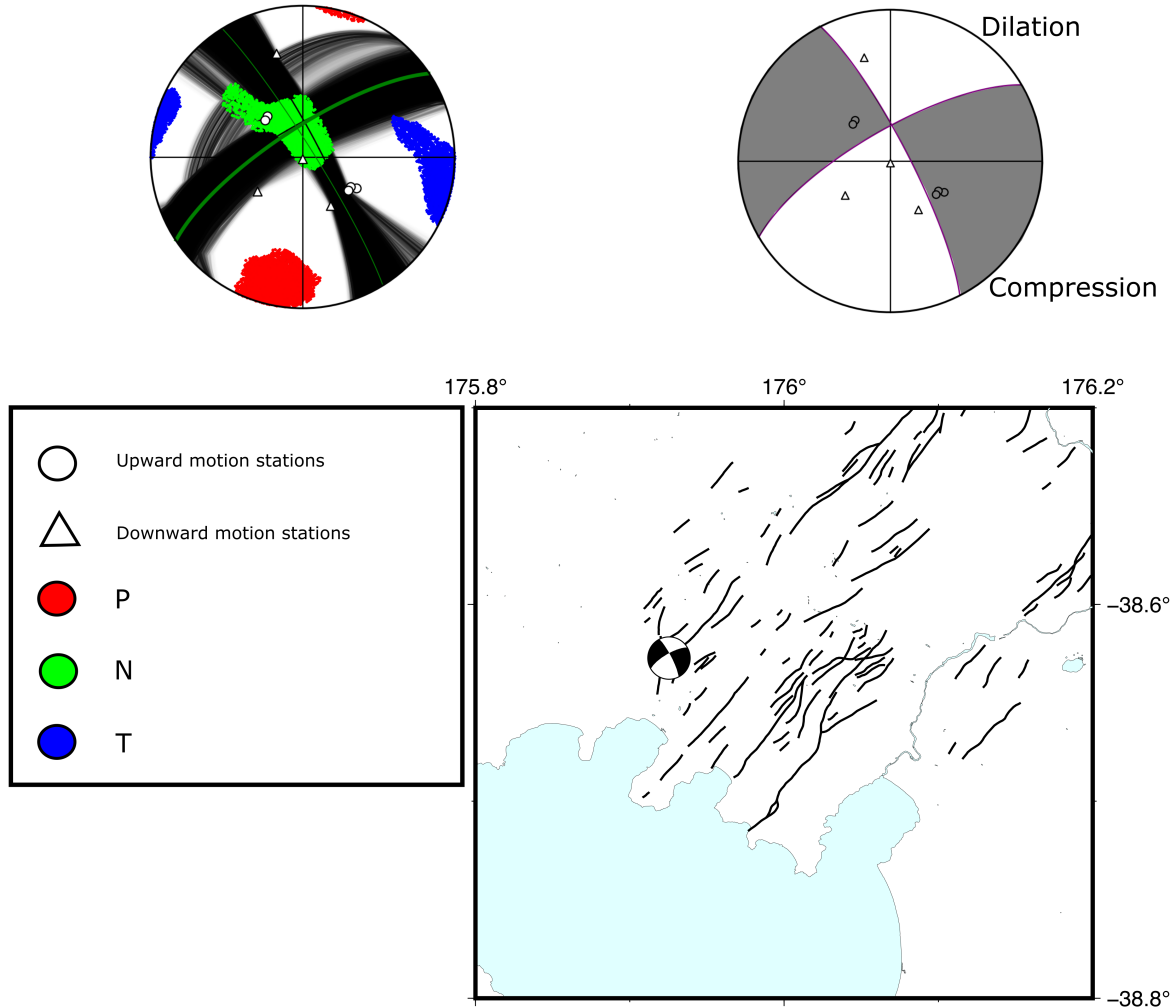 Dilation
Compression
175.8°
176°
176.2°
Upward motion stations
Downward motion stations
P
N
T
−38.6°
−38.8°